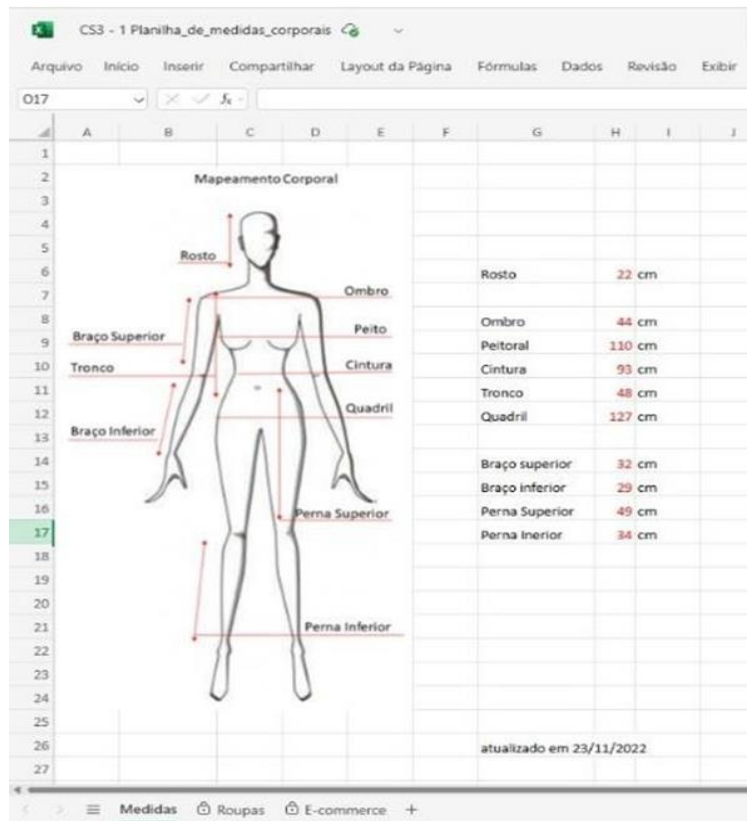 CS3 - 1 Planilha_de_medidas_corporais
Arquivo Início Inserir Compartilhar Layout da Página Fórmulas Dados Revisão Exibir
O17 fx
A B C D E F G H I J
1
2 Mapeamento Corporal
3
4
5 Rosto
6 Rosto 22 cm
7 Ombro
8 Ombro 44 cm
9 Braço Superior Peito Peitoral 110 cm
10 Tronco Cintura Cintura 93 cm
11 Tronco 48 cm
12 Quadril Quadril 127 cm
13 Braço Inferior
14 Braço superior 32 cm
15 Braço inferior 29 cm
16 Perna Superior Perna Superior 49 cm
17 Perna Inerior 34 cm
18
19
20
21 Perna Inferior
22
23
24
25
26 atualizado em 23/11/2022
27
Medidas Roupas E-commerce +